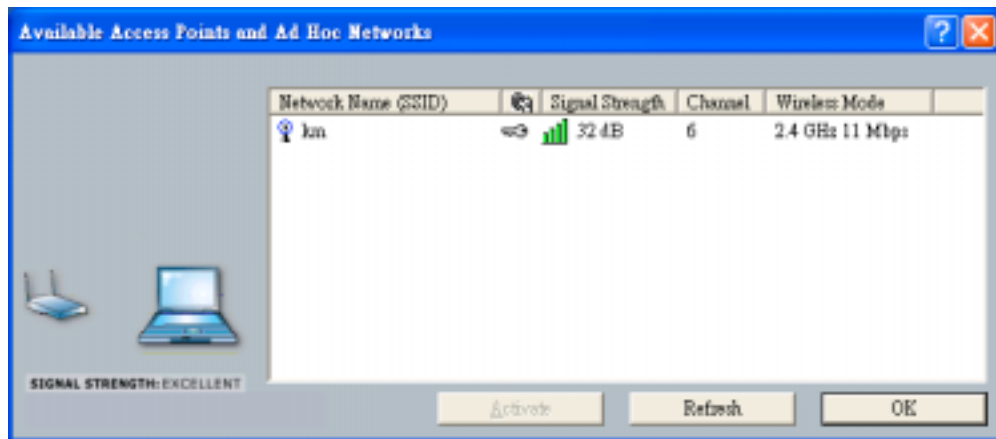 Available Access Points and Ad Hoc Networks
Network Name (SSID) Signal Strength Channel Wireless Mode
km 32 dB 6 2.4 GHz 11 Mbps
SIGNAL STRENGTH: EXCELLENT
Activate Refresh OK